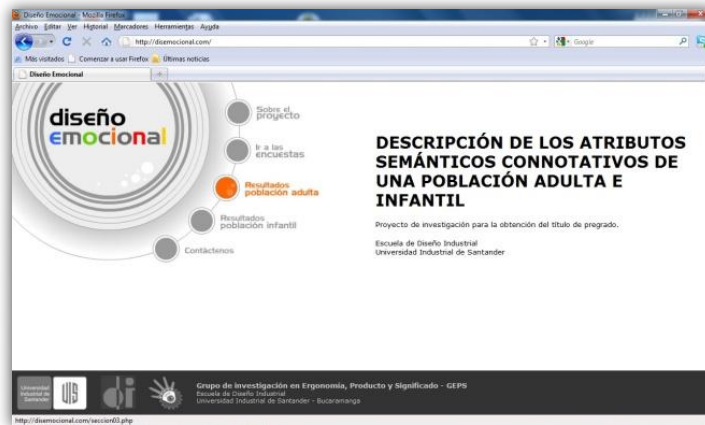 Diseño Emocional - Mozilla Firefox
Archivo Editar Ver Historial Marcadores Herramientas Ayuda
http://disemocional.com/
Google
Más visitados Comenzar a usar Firefox Últimas noticias
Diseño Emocional
diseño
emocional
Sobre el
proyecto
Ir a las
encuestas
Resultados
población adulta
Resultados
población infantil
Contáctenos
DESCRIPCIÓN DE LOS ATRIBUTOS
SEMÁNTICOS CONNOTATIVOS DE
UNA POBLACIÓN ADULTA E
INFANTIL
Proyecto de investigación para la obtención del título de pregrado.
Escuela de Diseño Industrial
Universidad Industrial de Santander
Universidad
Industrial de
Santander
UIS
di
Grupo de investigación en Ergonomía, Producto y Significado - GEPS
Escuela de Diseño Industrial
Universidad Industrial de Santander - Bucaramanga
http://disemocional.com/seccion03.php